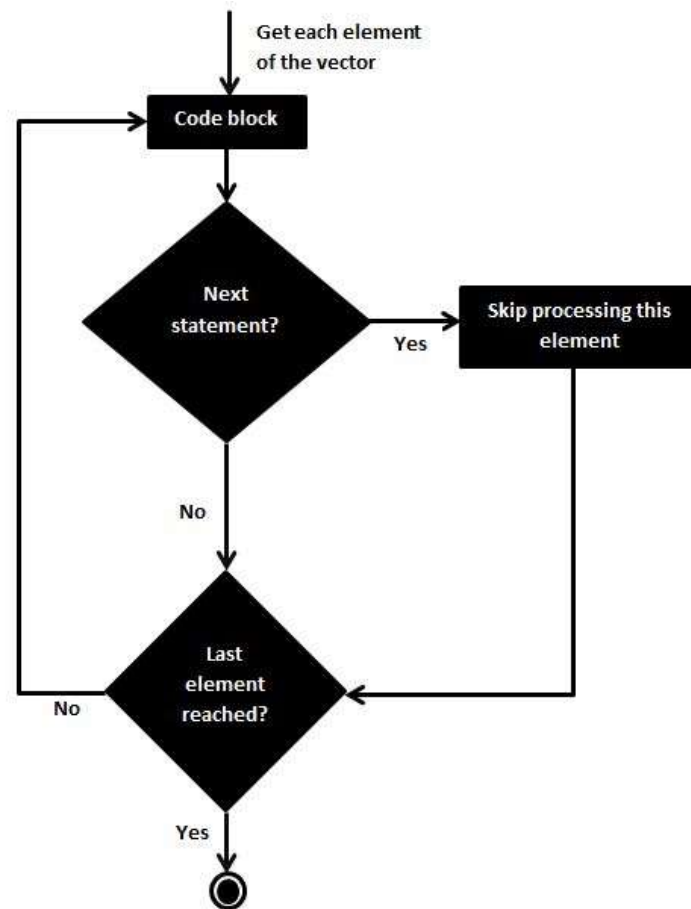 Get each element
of the vector
Code block
Next
statement?
Yes
Skip processing this
element
No
Last
element
reached?
No
Yes